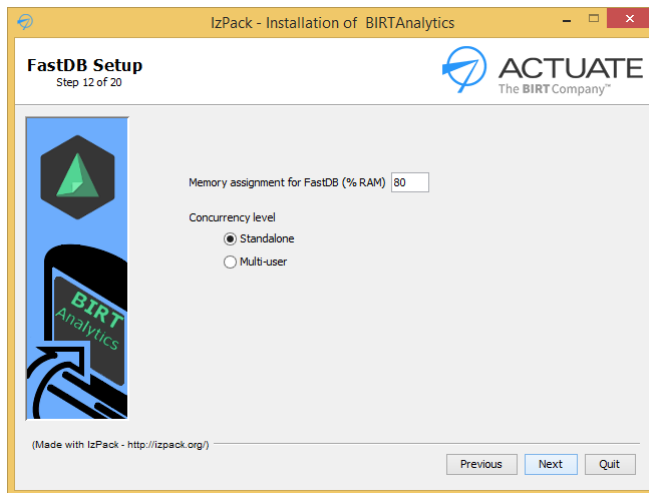 IzPack - Installation of BIRTAnalytics
FastDB Setup
Step 12 of 20
ACTUATE
The BIRT Company™
Memory assignment for FastDB (% RAM) 80
Concurrency level
Standalone
Multi-user
BIRT
Analytics
(Made with IzPack - http://izpack.org/)
Previous Next Quit